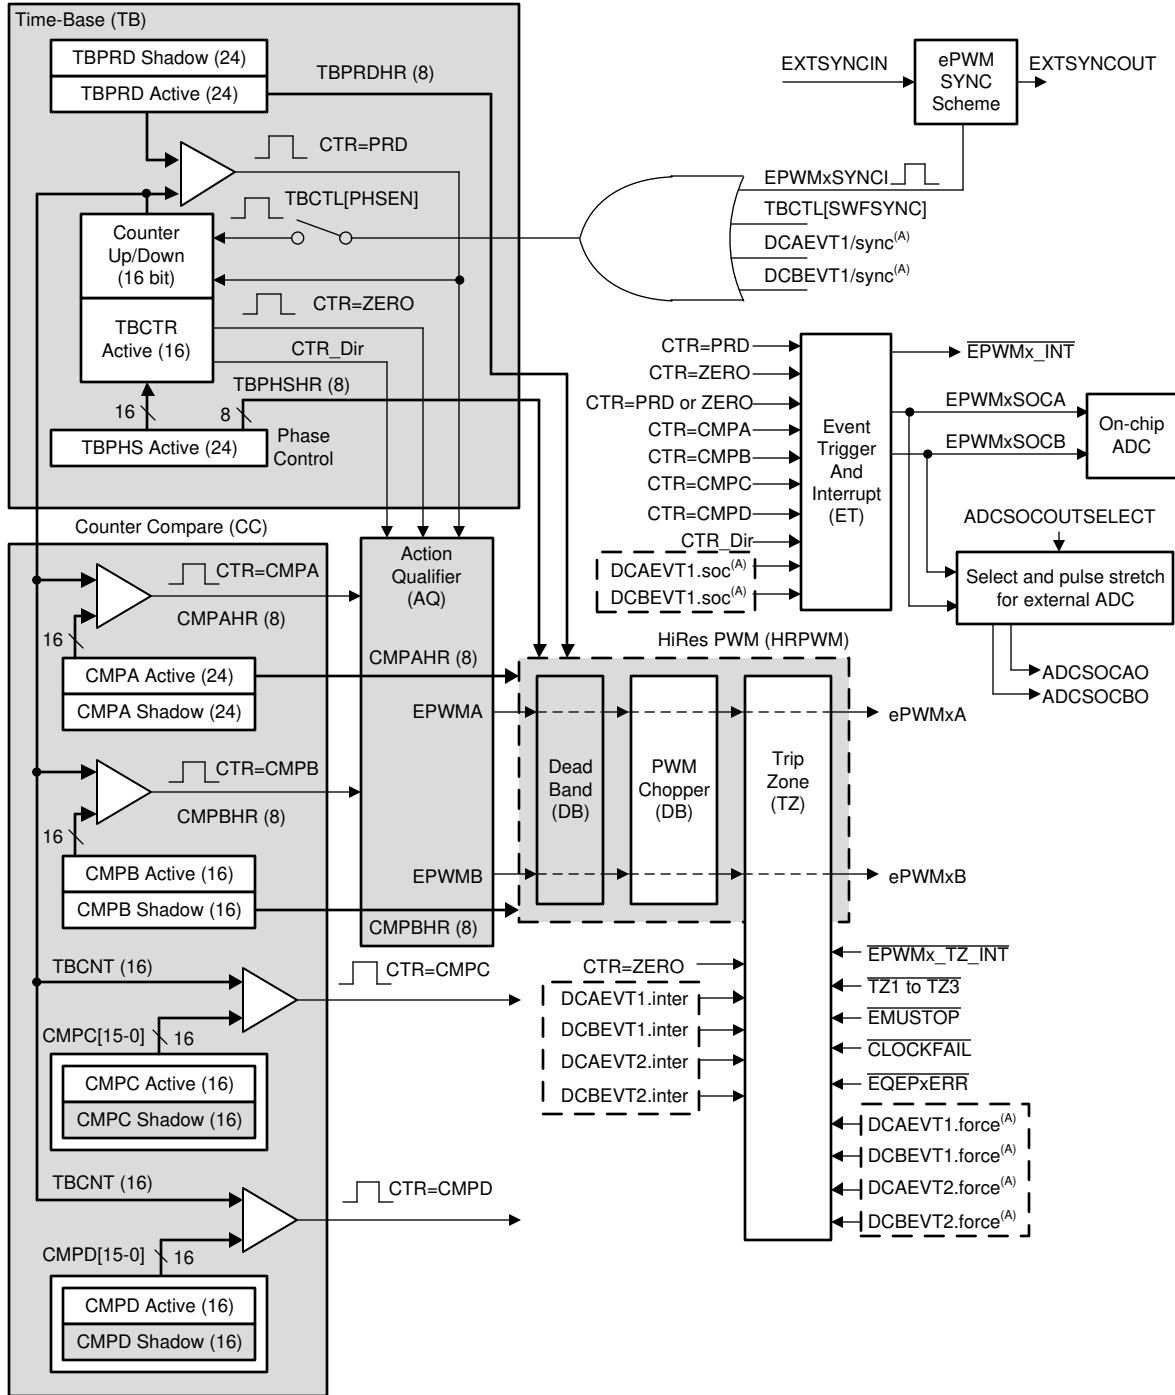 Time-Base (TB)
TBPRD Shadow (24)
TBPRD Active (24)
TBPRDHR (8)
CTR=PRD
TBCTL[PHSEN]
Counter
Up/Down
(16 bit)
CTR=ZERO
TBCTR
Active (16)
CTR_Dir
TBPHSHR (8)
16
8
TBPHS Active (24)
Phase
Control
EXTSYNCIN
ePWM
SYNC
Scheme
EXTSYNCOUT
EPWMxSYNCI
TBCTL[SWFSYNC]
DCAEVT1/sync(A)
DCBEVT1/sync(A)
CTR=PRD
CTR=ZERO
CTR=PRD or ZERO
CTR=CMPA
CTR=CMPB
CTR=CMPC
CTR=CMPD
CTR_Dir
DCAEVT1.soc(A)
DCBEVT1.soc(A)
Event
Trigger
And
Interrupt
(ET)
EPWMx_INT
EPWMxSOCA
EPWMxSOCB
On-chip
ADC
ADCSOCOUTSELECT
Select and pulse stretch
for external ADC
ADCSOCAO
ADCSOCBO
Counter Compare (CC)
CTR=CMPA
CMPAHR (8)
16
CMPA Active (24)
CMPA Shadow (24)
CTR=CMPB
CMPBHR (8)
16
CMPB Active (16)
CMPB Shadow (16)
TBCNT (16)
CTR=CMPC
CMPC[15-0]
16
CMPC Active (16)
CMPC Shadow (16)
TBCNT (16)
CTR=CMPD
CMPD[15-0]
16
CMPD Active (16)
CMPD Shadow (16)
Action
Qualifier
(AQ)
CMPAHR (8)
EPWMA
EPWMB
CMPBHR (8)
HiRes PWM (HRPWM)
Dead
Band
(DB)
PWM
Chopper
(DB)
Trip
Zone
(TZ)
ePWMxA
ePWMxB
CTR=ZERO
DCAEVT1.inter
DCBEVT1.inter
DCAEVT2.inter
DCBEVT2.inter
EPWMx_TZ_INT
TZ1 to TZ3
EMUSTOP
CLOCKFAIL
EQEPxERR
DCAEVT1.force(A)
DCBEVT1.force(A)
DCAEVT2.force(A)
DCBEVT2.force(A)